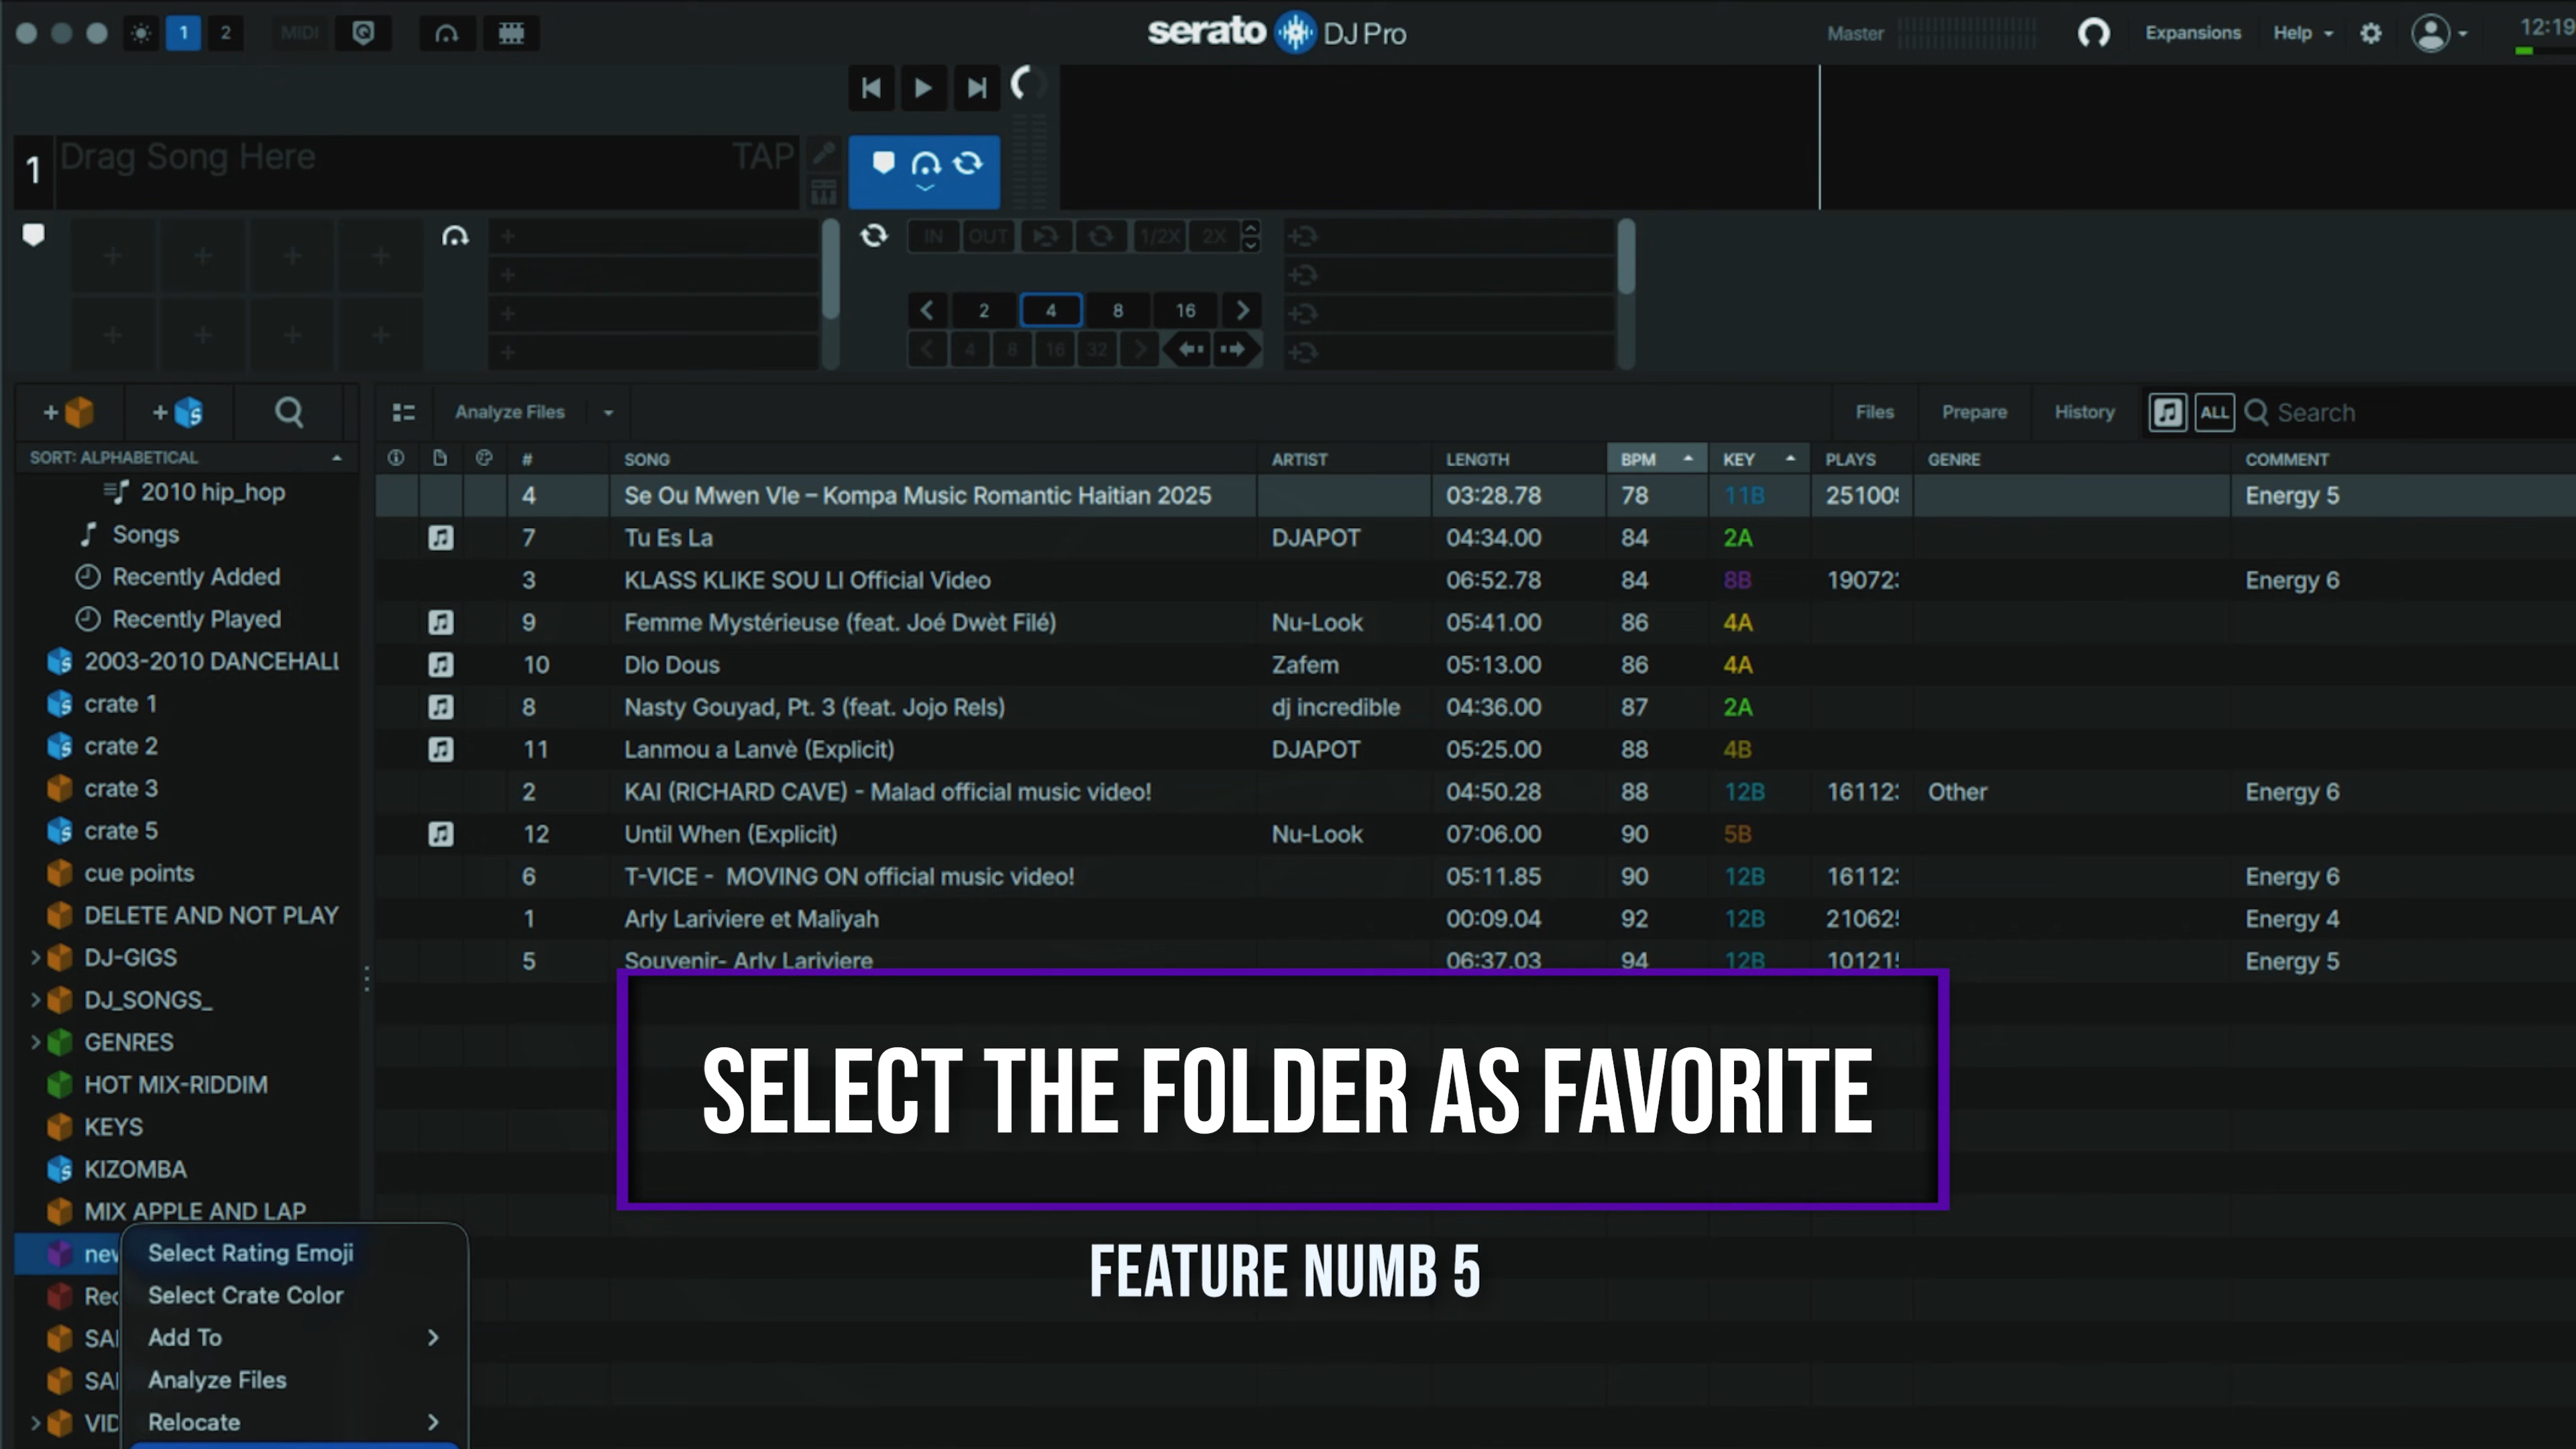 1 2 MIDI serato DJ Pro Master Expansions Help 12:19
1 Drag Song Here TAP
IN OUT 1/2X 2X
2 4 8 16
4 8 16 32
Analyze Files Files Prepare History ALL Search
SORT: ALPHABETICAL # SONG ARTIST LENGTH BPM KEY PLAYS GENRE COMMENT
2010 hip_hop
Songs
Recently Added
Recently Played
2003-2010 DANCEHALL
crate 1
crate 2
crate 3
crate 5
cue points
DELETE AND NOT PLAY
DJ-GIGS
DJ_SONGS_
GENRES
HOT MIX-RIDDIM
KEYS
KIZOMBA
MIX APPLE AND LAP
new
Rec
SAI
SAI
VID
Select Rating Emoji
Select Crate Color
Add To
Analyze Files
Relocate
4 Se Ou Mwen Vle – Kompa Music Romantic Haitian 2025 03:28.78 78 11B 25100 Energy 5
7 Tu Es La DJAPOT 04:34.00 84 2A
3 KLASS KLIKE SOU LI Official Video 06:52.78 84 8B 19072 Energy 6
9 Femme Mystérieuse (feat. Joé Dwèt Filé) Nu-Look 05:41.00 86 4A
10 Dlo Dous Zafem 05:13.00 86 4A
8 Nasty Gouyad, Pt. 3 (feat. Jojo Rels) dj incredible 04:36.00 87 2A
11 Lanmou a Lanvè (Explicit) DJAPOT 05:25.00 88 4B
2 KAI (RICHARD CAVE) - Malad official music video! 04:50.28 88 12B 16112 Other Energy 6
12 Until When (Explicit) Nu-Look 07:06.00 90 5B
6 T-VICE - MOVING ON official music video! 05:11.85 90 12B 16112 Energy 6
1 Arly Lariviere et Maliyah 00:09.04 92 12B 21062 Energy 4
5 Souvenir- Arly Lariviere 06:37.03 94 12B 10121 Energy 5
SELECT THE FOLDER AS FAVORITE
FEATURE NUMB 5